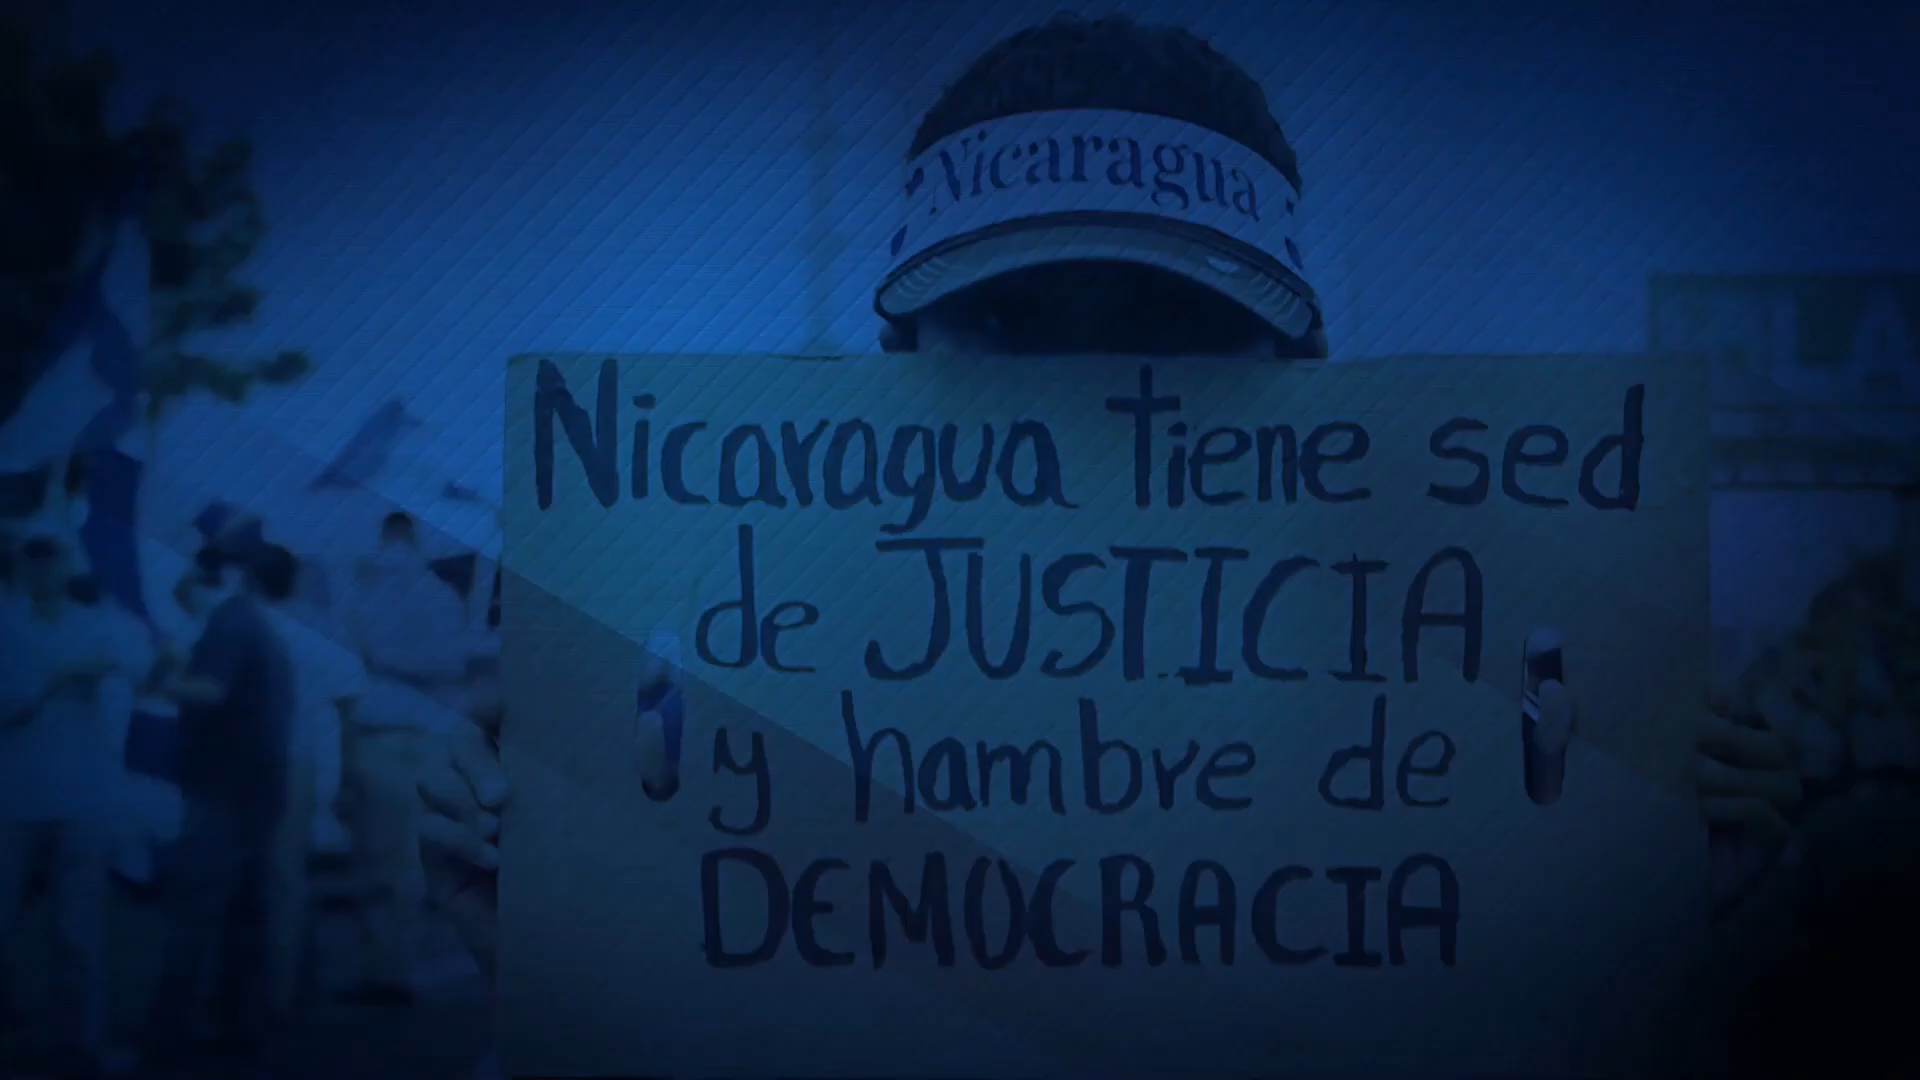 Nicaragua
Nicaragua tiene sed
de JUSTICIA
y hambre de
DEMOCRACIA